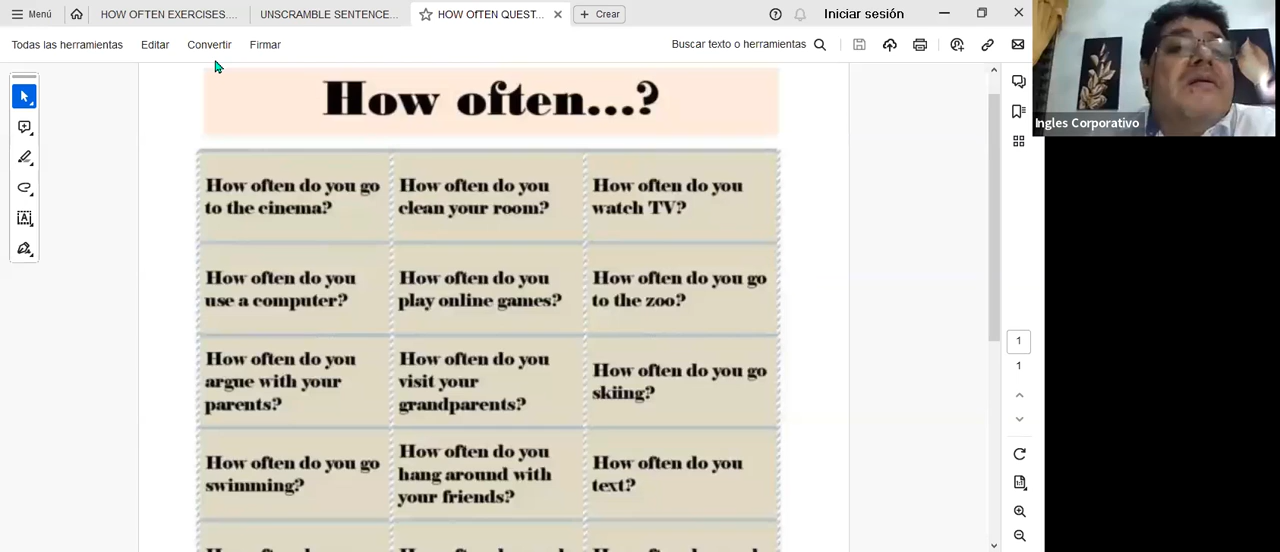 Menú
HOW OFTEN EXERCISES....
UNSCRAMBLE SENTENCE...
HOW OfTEN QUEST...
Crear
Iniciar sesión
Todas las herramientas
Editar
Convertir
Firmar
Buscar texto o herramientas
Ingles Corporativo
How often...?
How often do you go
to the cinema?
How often do you
clean your room?
How often do you
watch TV?
How often do you
use a computer?
How often do you
play online games?
How often do you go
to the zoo?
How often do you
argue with your
parents?
How often do you
visit your
grandparents?
How often do you go
skiing?
How often do you go
swimming?
How often do you
hang around with
your friends?
How often do you
text?
1
1